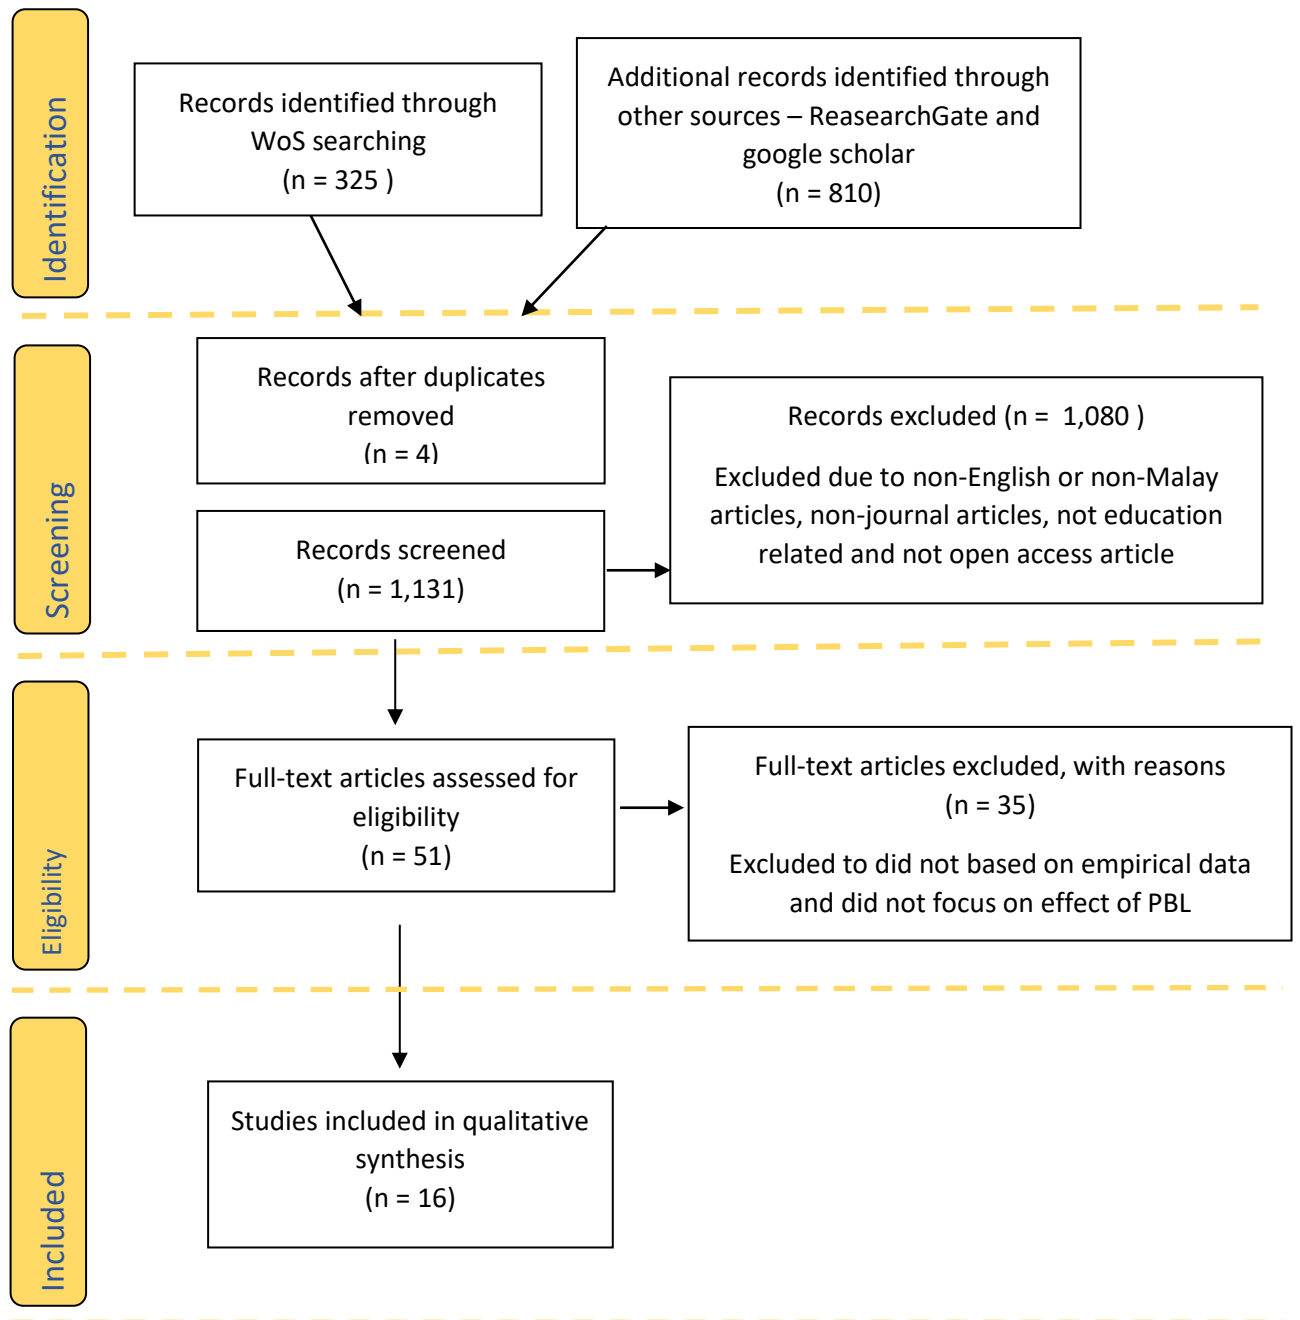 Identification
Records identified through
WoS searching
(n = 325 )
Additional records identified through
other sources – ReasearchGate and
google scholar
(n = 810)
Screening
Records after duplicates
removed
(n = 4)
Records screened
(n = 1,131)
Records excluded (n =  1,080 )
Excluded due to non-English or non-Malay
articles, non-journal articles, not education
related and not open access article
Eligibility
Full-text articles assessed for
eligibility
(n = 51)
Full-text articles excluded, with reasons
(n = 35)
Excluded to did not based on empirical data
and did not focus on effect of PBL
Included
Studies included in qualitative
synthesis
(n = 16)